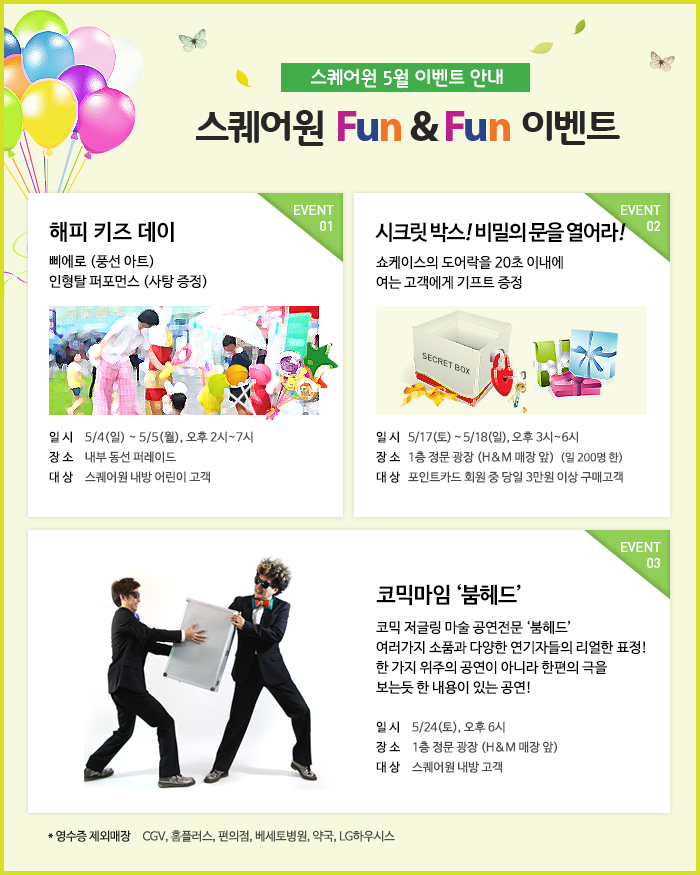 스퀘어원 5월 이벤트 안내
스퀘어원 Fun & Fun 이벤트
EVENT
01
해피 키즈 데이
삐에로 (풍선 아트)
인형탈 퍼포먼스 (사탕 증정)
일 시 5/4(일) ~ 5/5(월), 오후 2시~7시
장 소 내부 동선 퍼레이드
대 상 스퀘어원 내방 어린이 고객
EVENT
02
시크릿 박스! 비밀의 문을 열어라!
쇼케이스의 도어락을 20초 이내에
여는 고객에게 기프트 증정
SECRET BOX
일 시 5/17(토) ~ 5/18(일), 오후 3시~6시
장 소 1층 정문 광장 (H&M 매장 앞) (일 200명 한)
대 상 포인트카드 회원 중 당일 3만원 이상 구매고객
EVENT
03
코믹마임 ‘붐헤드’
코믹 저글링 마술 공연전문 ‘붐헤드’
여러가지 소품과 다양한 연기자들의 리얼한 표정!
한 가지 위주의 공연이 아니라 한편의 극을
보는듯 한 내용이 있는 공연!
일 시 5/24(토), 오후 6시
장 소 1층 정문 광장 (H&M 매장 앞)
대 상 스퀘어원 내방 고객
* 영수증 제외매장 CGV, 홈플러스, 편의점, 베세토병원, 약국, LG하우시스